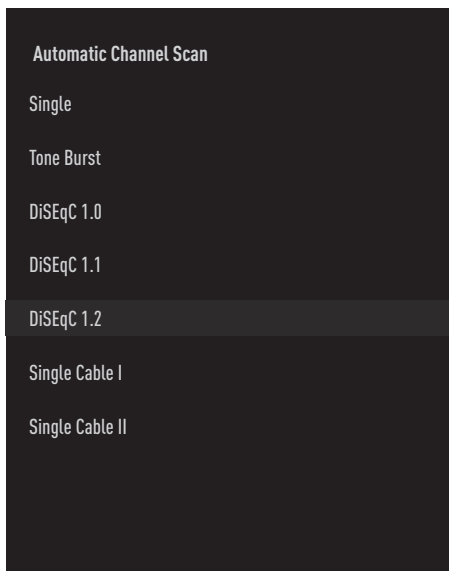 Automatic Channel Scan
Single
Tone Burst
DiSEqC 1.0
DiSEqC 1.1
DiSEqC 1.2
Single Cable I
Single Cable II